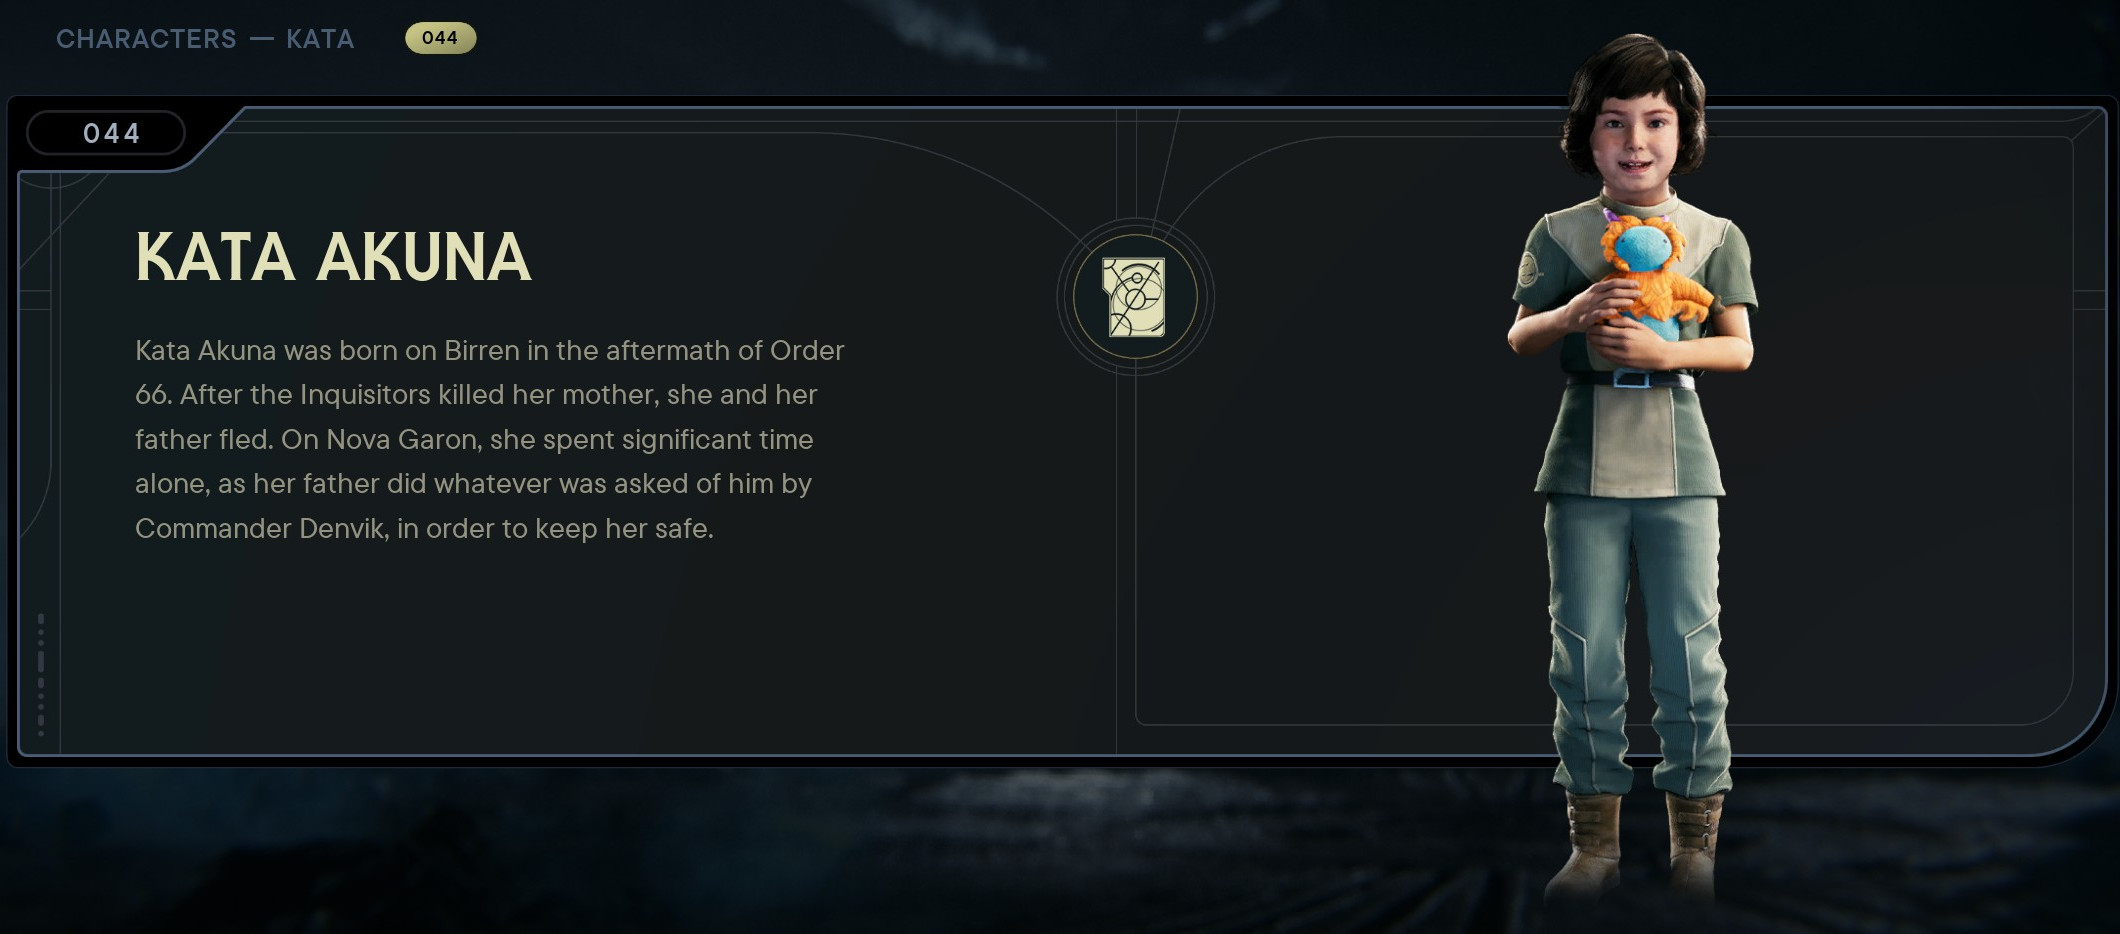 CHARACTERS — KATA 044
044
KATA AKUNA
Kata Akuna was born on Birren in the aftermath of Order
66. After the Inquisitors killed her mother, she and her
father fled. On Nova Garon, she spent significant time
alone, as her father did whatever was asked of him by
Commander Denvik, in order to keep her safe.